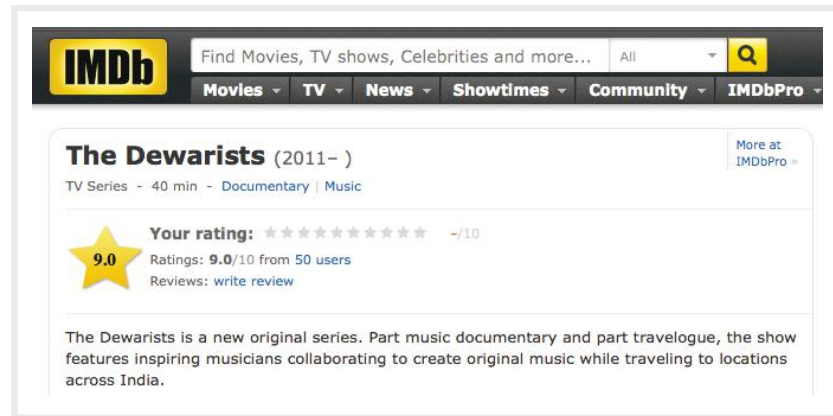 IMDb
Find Movies, TV shows, Celebrities and more... All
Movies TV News Showtimes Community IMDbPro
The Dewarists (2011– )
More at
IMDbPro »
TV Series - 40 min - Documentary | Music
Your rating: -/10
9.0
Ratings: 9.0/10 from 50 users
Reviews: write review
The Dewarists is a new original series. Part music documentary and part travelogue, the show
features inspiring musicians collaborating to create original music while traveling to locations
across India.